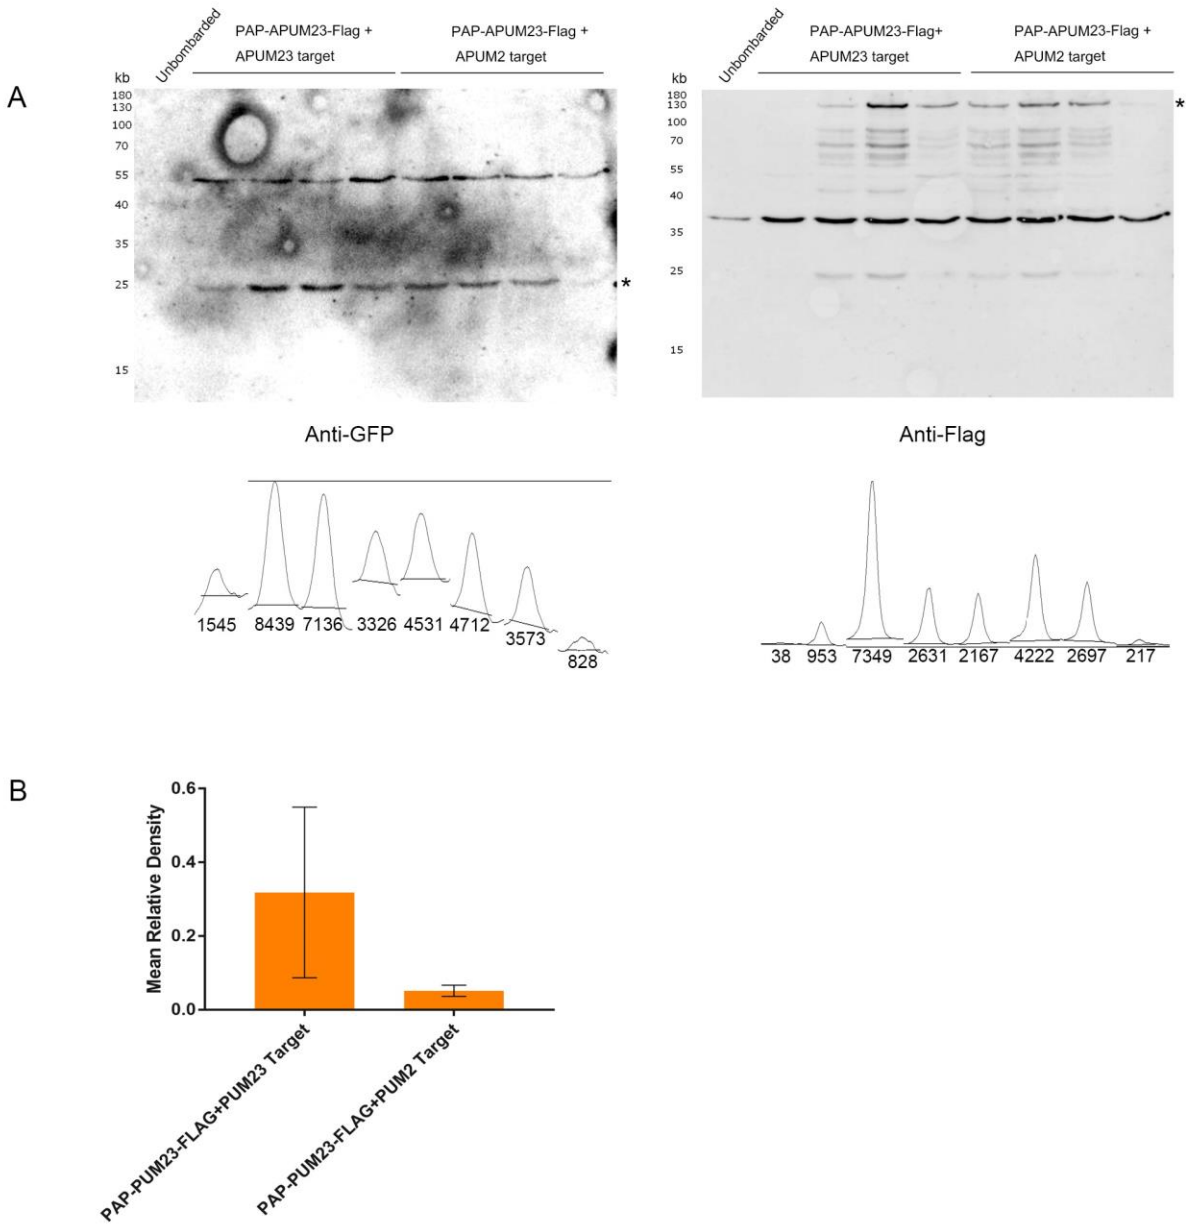 A
Unbombarded
PAP-APUM23-Flag +
APUM23 target
PAP-APUM23-Flag +
APUM2 target
kb
180
130
100
70
55
40
35
25
15
*
Anti-GFP
1545 8439 7136 3326 4531 4712 3573 828
Unbombarded
PAP-APUM23-Flag+
APUM23 target
PAP-APUM23-Flag +
APUM2 target
kb
180
130
100
70
55
40
35
25
15
*
Anti-Flag
38 953 7349 2631 2167 4222 2697 217
B
Mean Relative Density
0.6
0.4
0.2
0.0
PAP-PUM23-FLAG+PUM23 Target
PAP-PUM23-FLAG+PUM2 Target